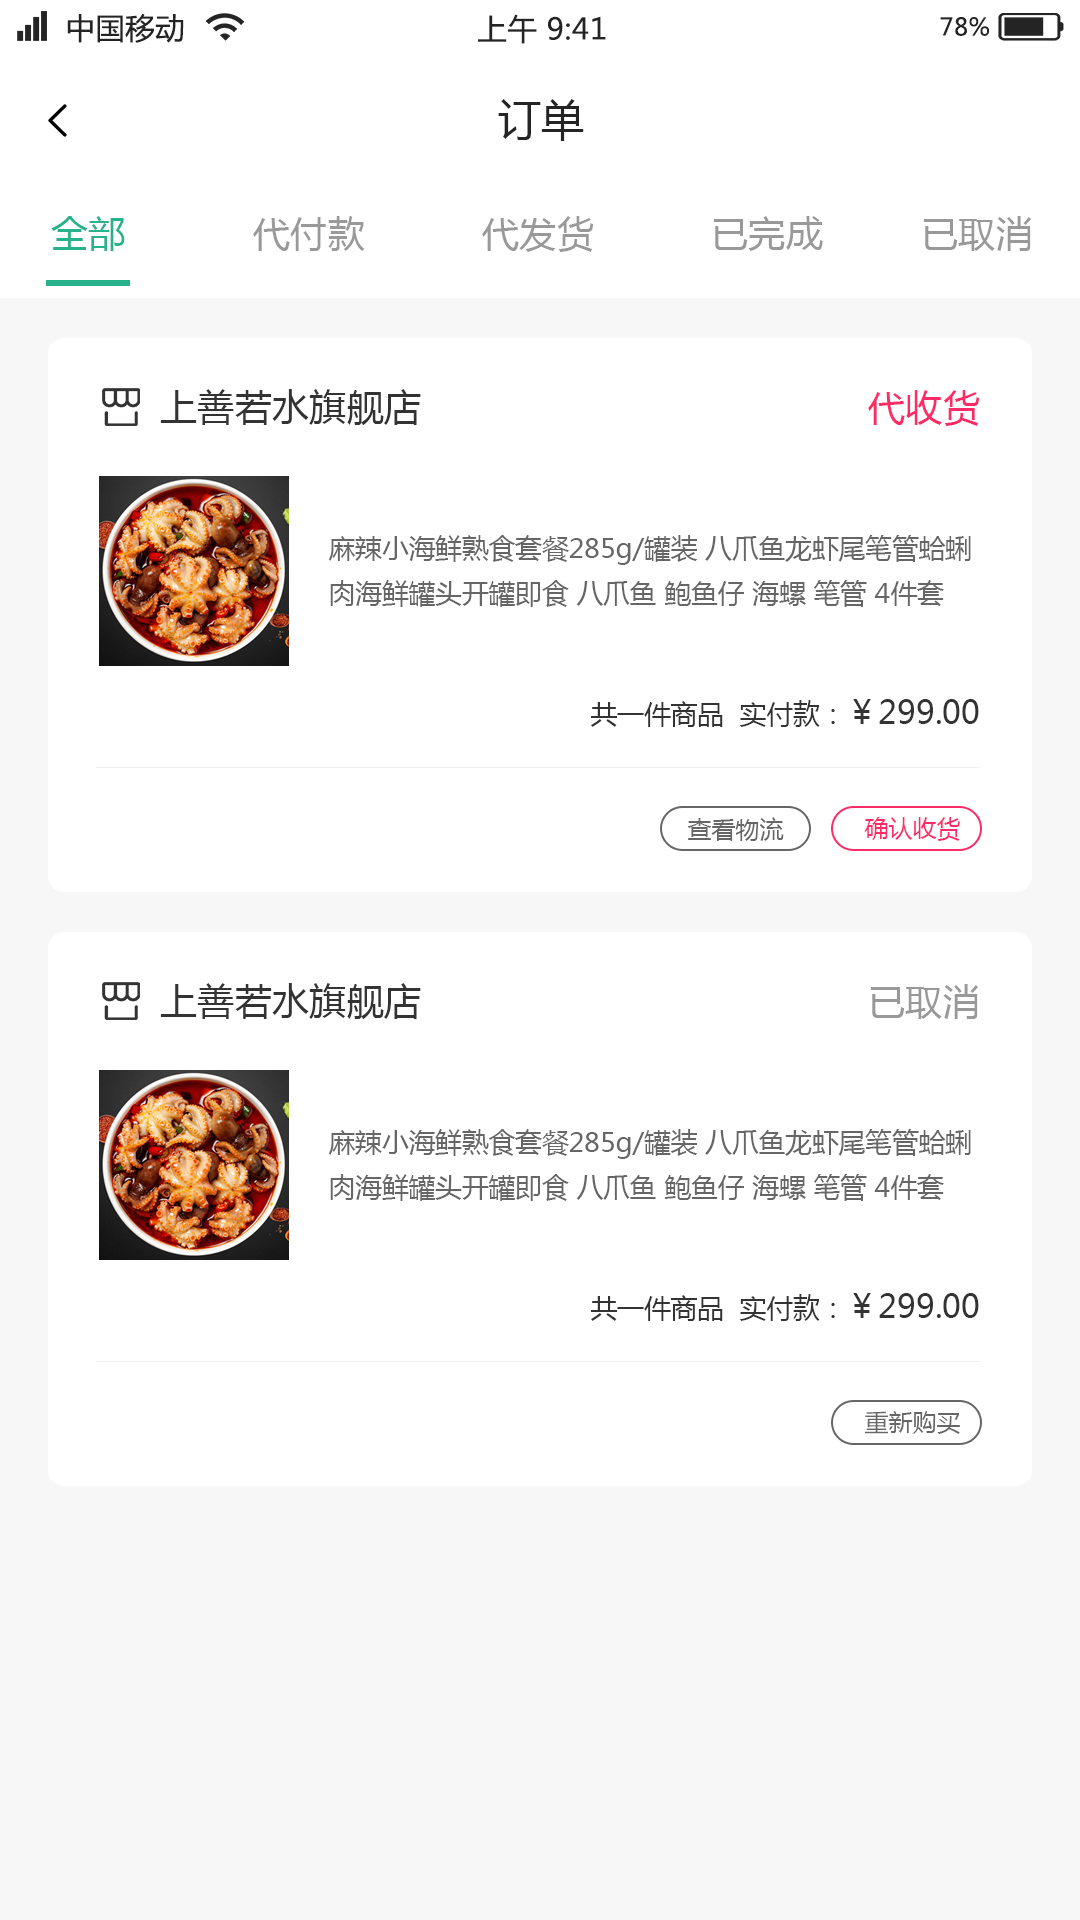 中国移动 上午 9:41 78%
订单
全部 代付款 代发货 已完成 已取消
上善若水旗舰店 代收货
麻辣小海鲜熟食套餐285g/罐装 八爪鱼龙虾尾笔管蛤蜊
肉海鲜罐头开罐即食 八爪鱼 鲍鱼仔 海螺 笔管 4件套
共一件商品 实付款：¥ 299.00
查看物流 确认收货
上善若水旗舰店 已取消
麻辣小海鲜熟食套餐285g/罐装 八爪鱼龙虾尾笔管蛤蜊
肉海鲜罐头开罐即食 八爪鱼 鲍鱼仔 海螺 笔管 4件套
共一件商品 实付款：¥ 299.00
重新购买